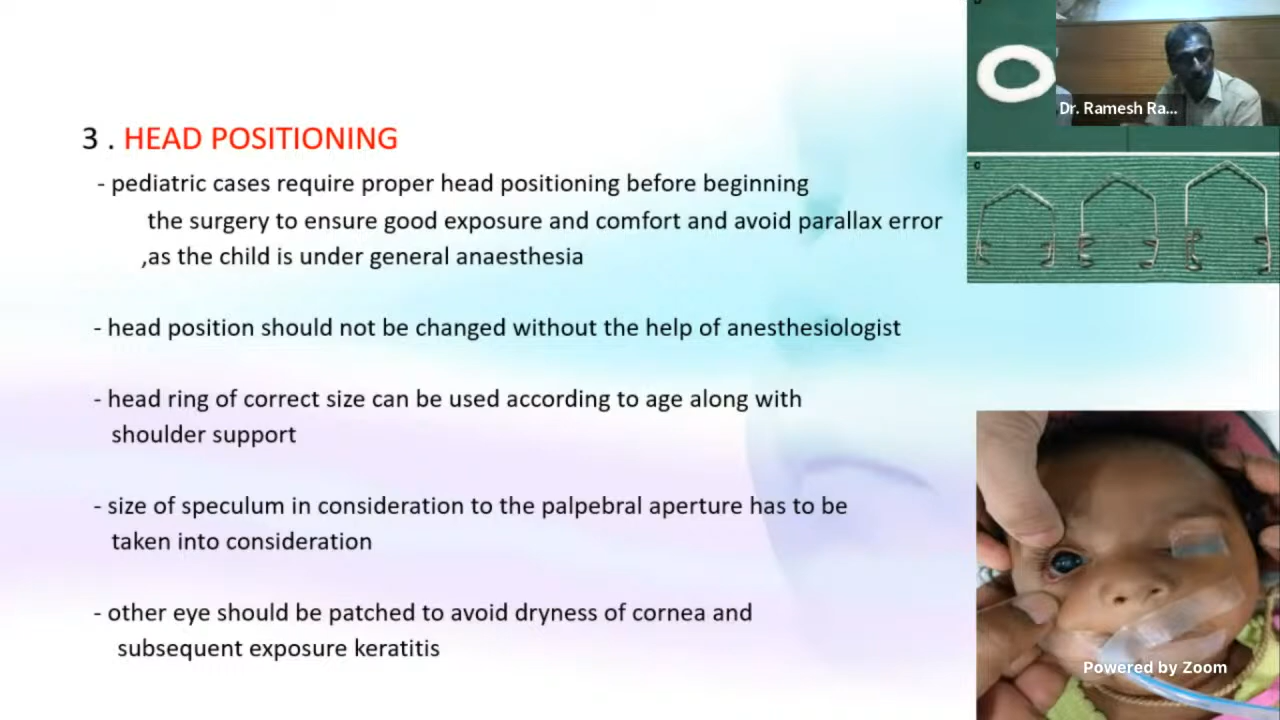 3 . HEAD POSITIONING
- pediatric cases require proper head positioning before beginning
the surgery to ensure good exposure and comfort and avoid parallax error
,as the child is under general anaesthesia
- head position should not be changed without the help of anesthesiologist
- head ring of correct size can be used according to age along with
shoulder support
- size of speculum in consideration to the palpebral aperture has to be
taken into consideration
- other eye should be patched to avoid dryness of cornea and
subsequent exposure keratitis
Dr. Ramesh Ra...
Powered by Zoom